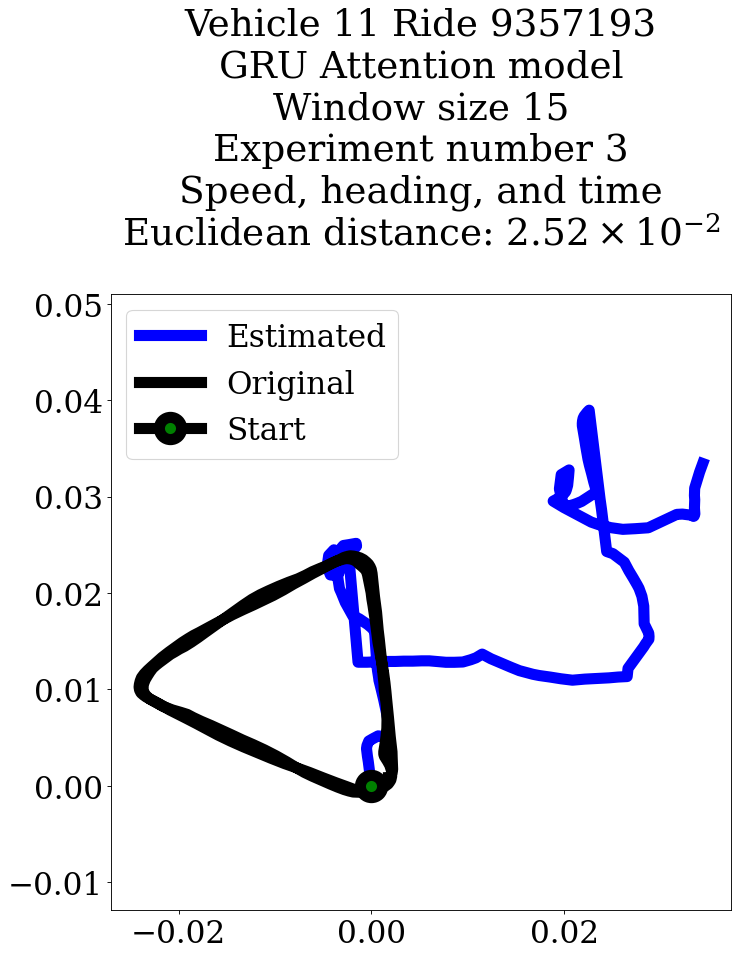 Vehicle 11 Ride 9357193
GRU Attention model
Window size 15
Experiment number 3
Speed, heading, and time
Euclidean distance: 2.52 × 10⁻²
Estimated
Original
Start
0.05
0.04
0.03
0.02
0.01
0.00
−0.01
−0.02 0.00 0.02